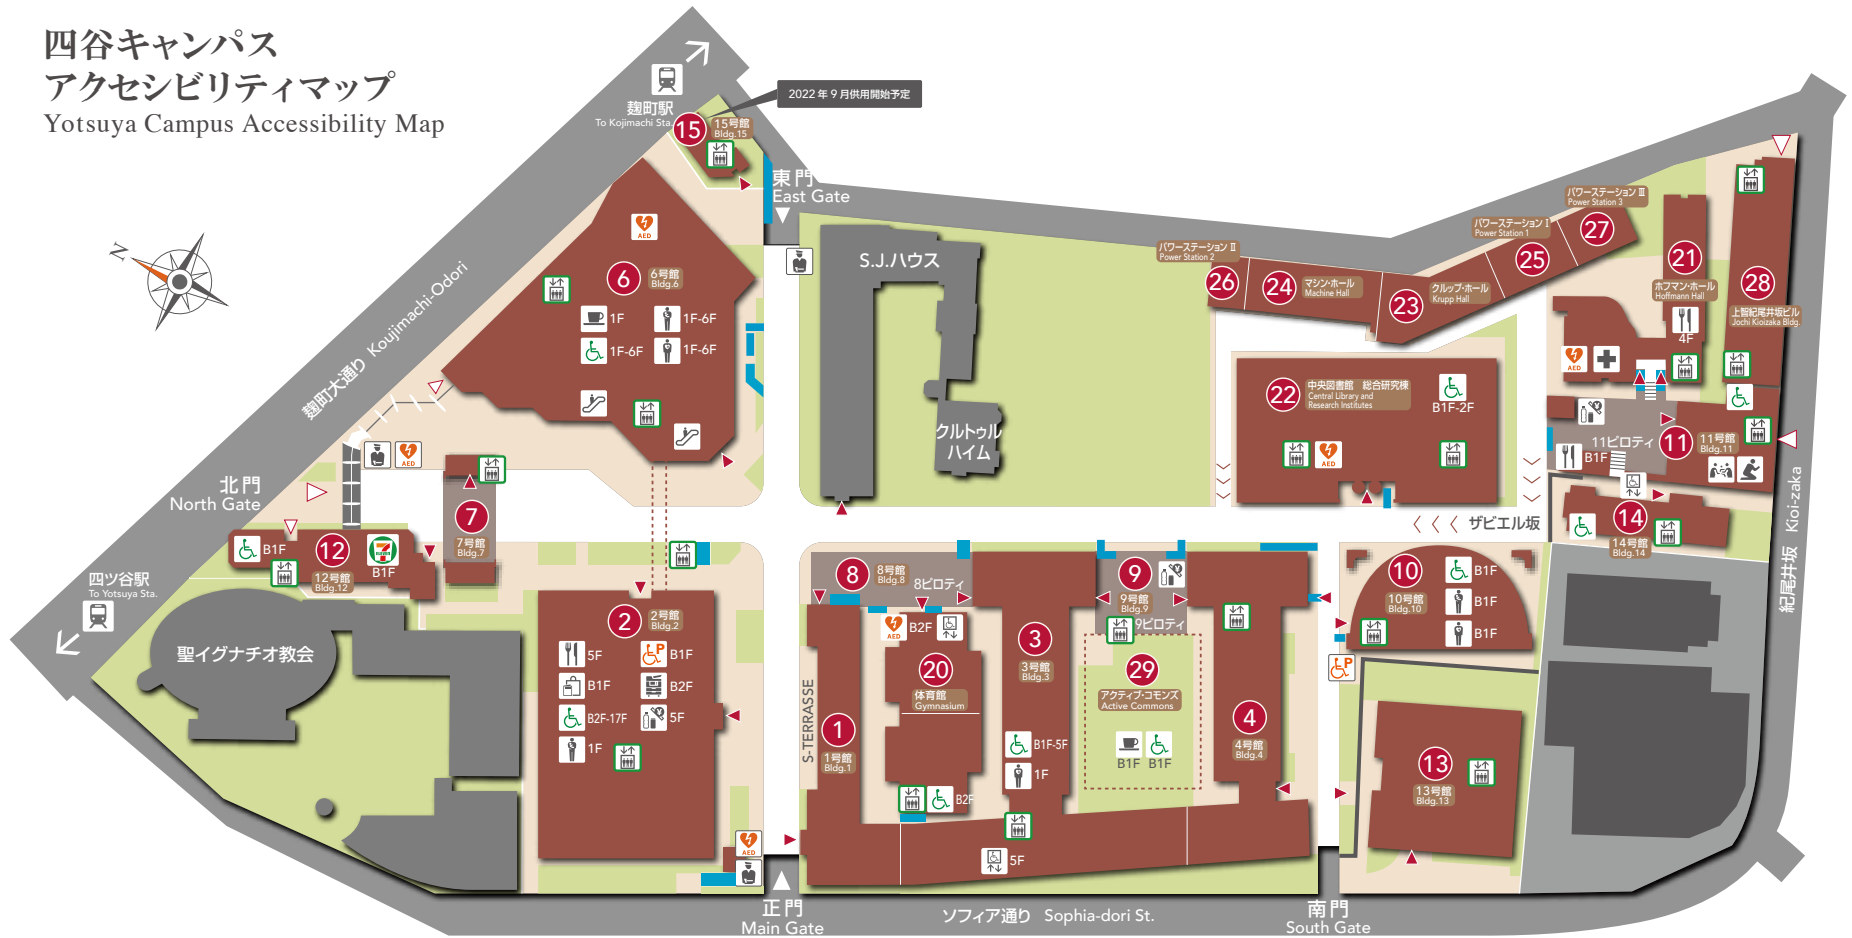 四谷キャンパス
アクセシビリティマップ
Yotsuya Campus Accessibility Map
2022年9月供用開始予定
麹町駅
To Kojimachi Sta.
15
15号館
Bldg.15
東門
East Gate
N
麹町大通り Koujimachi-Odori
AED
6
6号館
Bldg.6
1F
1F-6F
1F-6F
1F-6F
S.J.ハウス
クルトゥル
ハイム
パワーステーション II
Power Station 2
26
24
マシン・ホール
Machine Hall
23
クルップ・ホール
Krupp Hall
パワーステーション I
Power Station 1
25
パワーステーション III
Power Station 3
27
21
ホフマン・ホール
Hoffmann Hall
4F
28
上智紀尾井坂ビル
Jochi Kioizaka Bldg.
AED
22
中央図書館 総合研究棟
Central Library and
Research Institutes
B1F-2F
AED
11ピロティ
B1F
11
11号館
Bldg.11
紀尾井坂 Kioi-zaka
14
14号館
Bldg.14
ザビエル坂
北門
North Gate
AED
7
7号館
Bldg.7
B1F
12
12号館
Bldg.12
7
ELEVEN
B1F
四ツ谷駅
To Yotsuya Sta.
聖イグナチオ教会
2
2号館
Bldg.2
5F
B1F
B1F
B2F
B2F-17F
5F
1F
P
AED
8
8号館
Bldg.8
8ピロティ
9
9号館
Bldg.9
9ピロティ
10
10号館
Bldg.10
B1F
B1F
B1F
P
S-TERRASSE
1
1号館
Bldg.1
AED
B2F
20
体育館
Gymnasium
B2F
3
3号館
Bldg.3
B1F-5F
1F
5F
29
アクティブ・コモンズ
Active Commons
B1F
B1F
4
4号館
Bldg.4
13
13号館
Bldg.13
正門
Main Gate
ソフィア通り Sophia-dori St.
南門
South Gate